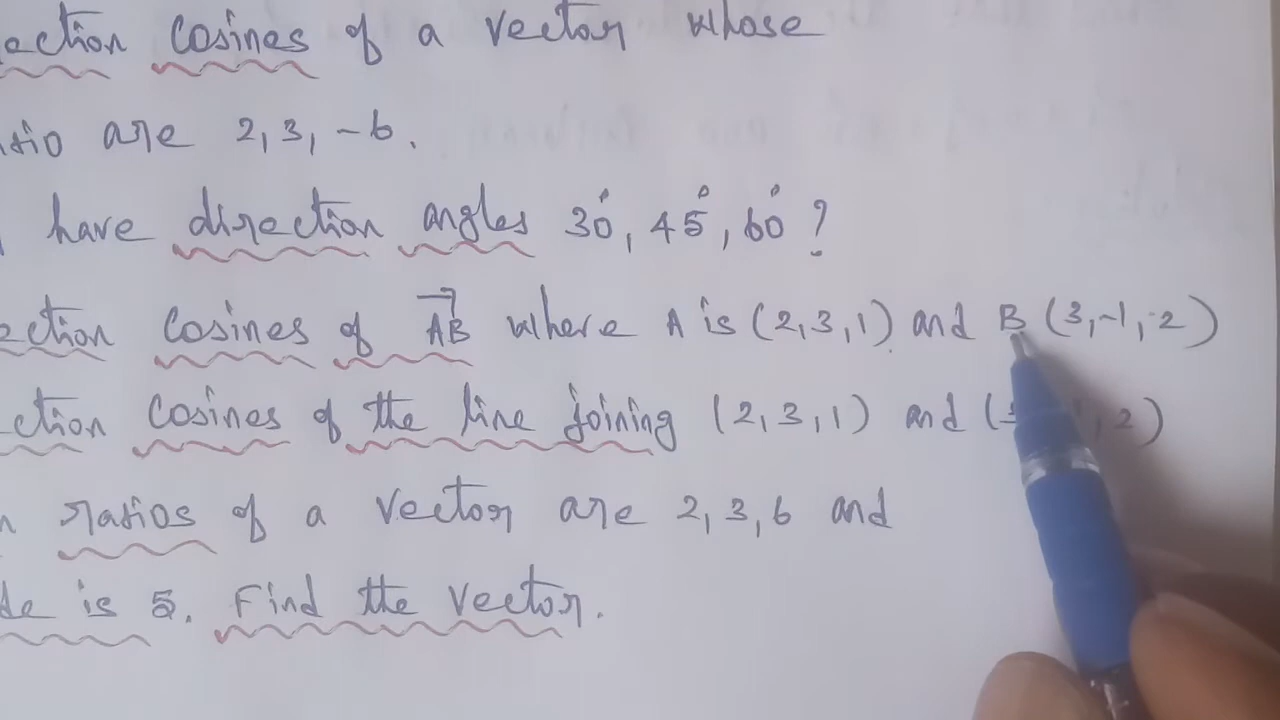 ection cosines of a vector whose
atio are 2, 3, -6.
have direction angles 30°, 45°, 60°?
ection cosines of AB where A is (2, 3, 1) and B (3, -1, -2)
ction cosines of the line joining (2, 3, 1) and ( , 2)
n ratios of a vector are 2, 3, 6 and
de is 5. Find the vector.